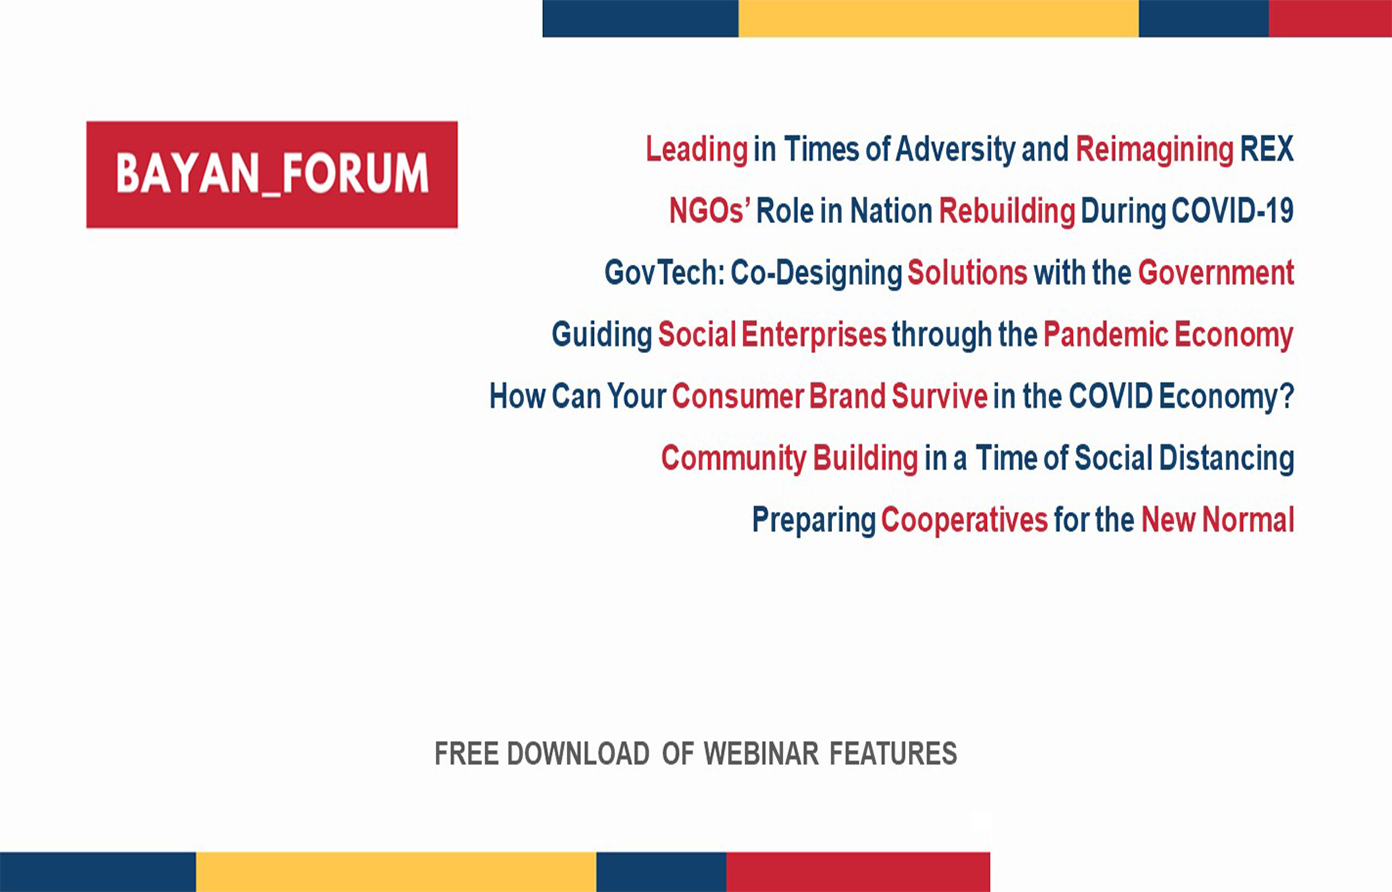 BAYAN_FORUM
Leading in Times of Adversity and Reimagining REX
NGOs’ Role in Nation Rebuilding During COVID-19
GovTech: Co-Designing Solutions with the Government
Guiding Social Enterprises through the Pandemic Economy
How Can Your Consumer Brand Survive in the COVID Economy?
Community Building in a Time of Social Distancing
Preparing Cooperatives for the New Normal
FREE DOWNLOAD OF WEBINAR FEATURES